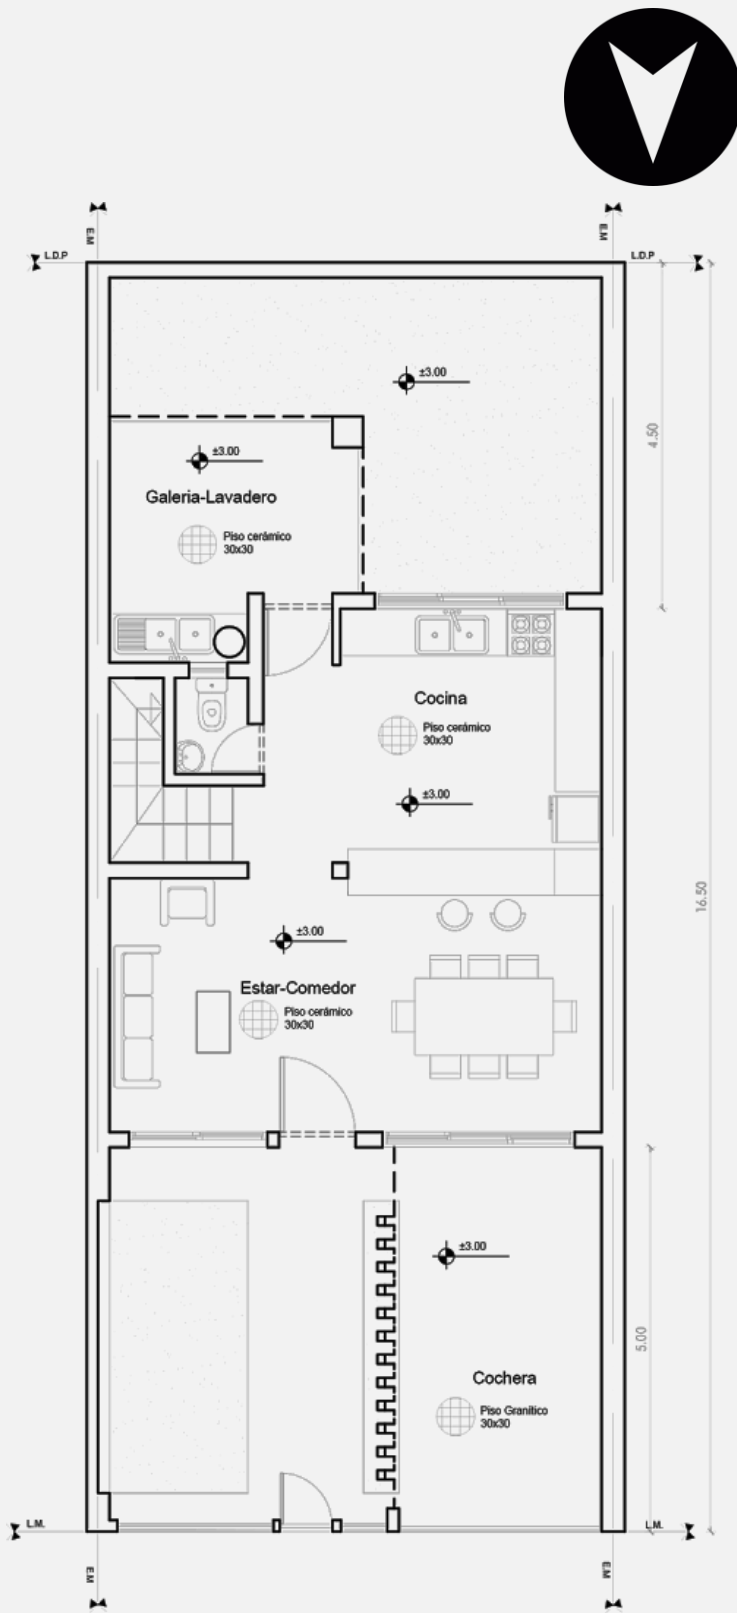 E.M
E.M
L.D.P
L.D.P
±3.00
4.50
±3.00
Galeria-Lavadero
Piso cerámico
30x30
Cocina
Piso cerámico
30x30
±3.00
16.50
±3.00
Estar-Comedor
Piso cerámico
30x30
±3.00
5.00
Cochera
Piso Granítico
30x30
L.M.
L.M.
E.M
E.M